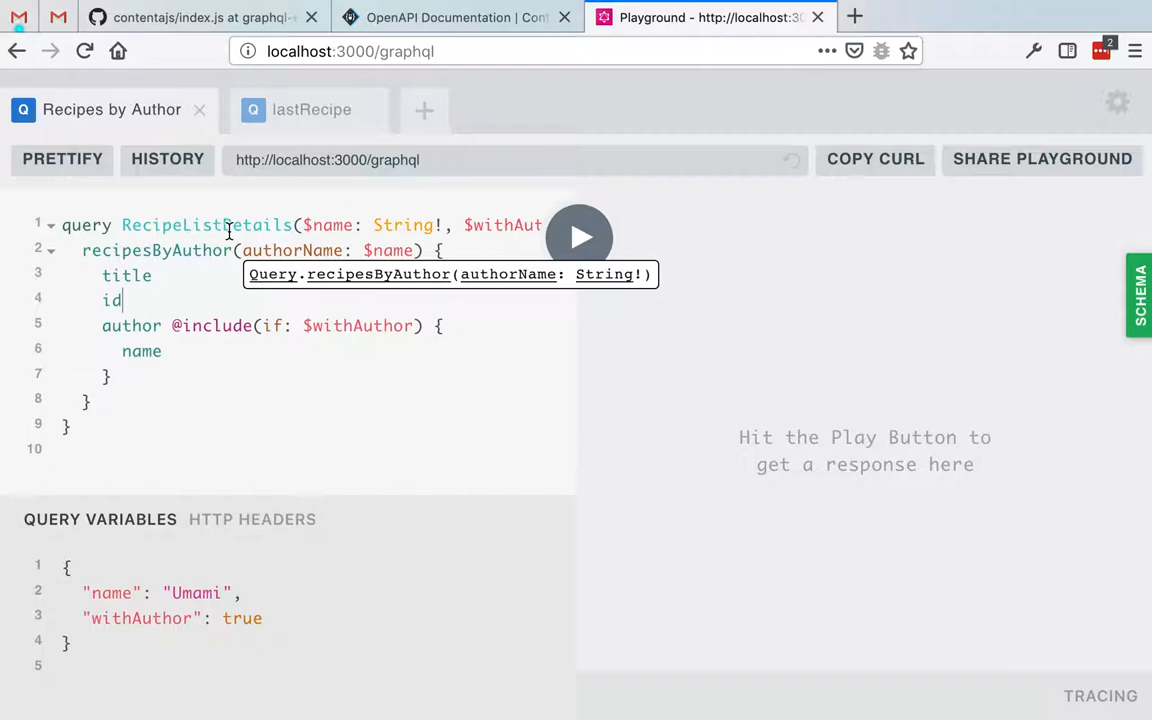 contentajs/index.js at graphql-e
OpenAPI Documentation | Cont
Playground - http://localhost:30
localhost:3000/graphql
2
Q Recipes by Author
Q lastRecipe
PRETTIFY
HISTORY
http://localhost:3000/graphql
COPY CURL
SHARE PLAYGROUND
1 query RecipeListDetails($name: String!, $withAut
2 recipesByAuthor(authorName: $name) {
Query.recipesByAuthor(authorName: String!)
3 title
4 id
5 author @include(if: $withAuthor) {
6 name
7 }
8 }
9 }
10
SCHEMA
Hit the Play Button to
get a response here
QUERY VARIABLES HTTP HEADERS
1 {
2 "name": "Umami",
3 "withAuthor": true
4 }
5
TRACING